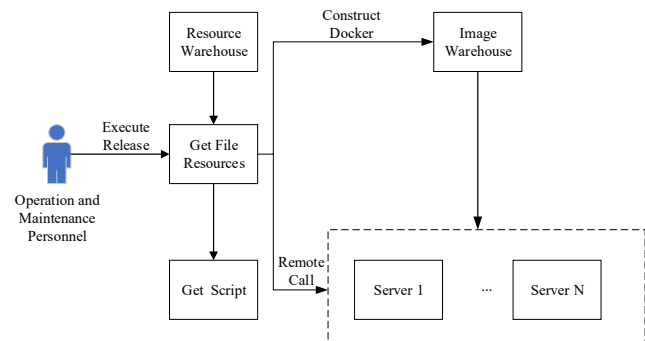 Resource
Warehouse
Construct
Docker
Image
Warehouse
Execute
Release
Get File
Resources
Operation and
Maintenance
Personnel
Get Script
Remote
Call
Server 1
...
Server N